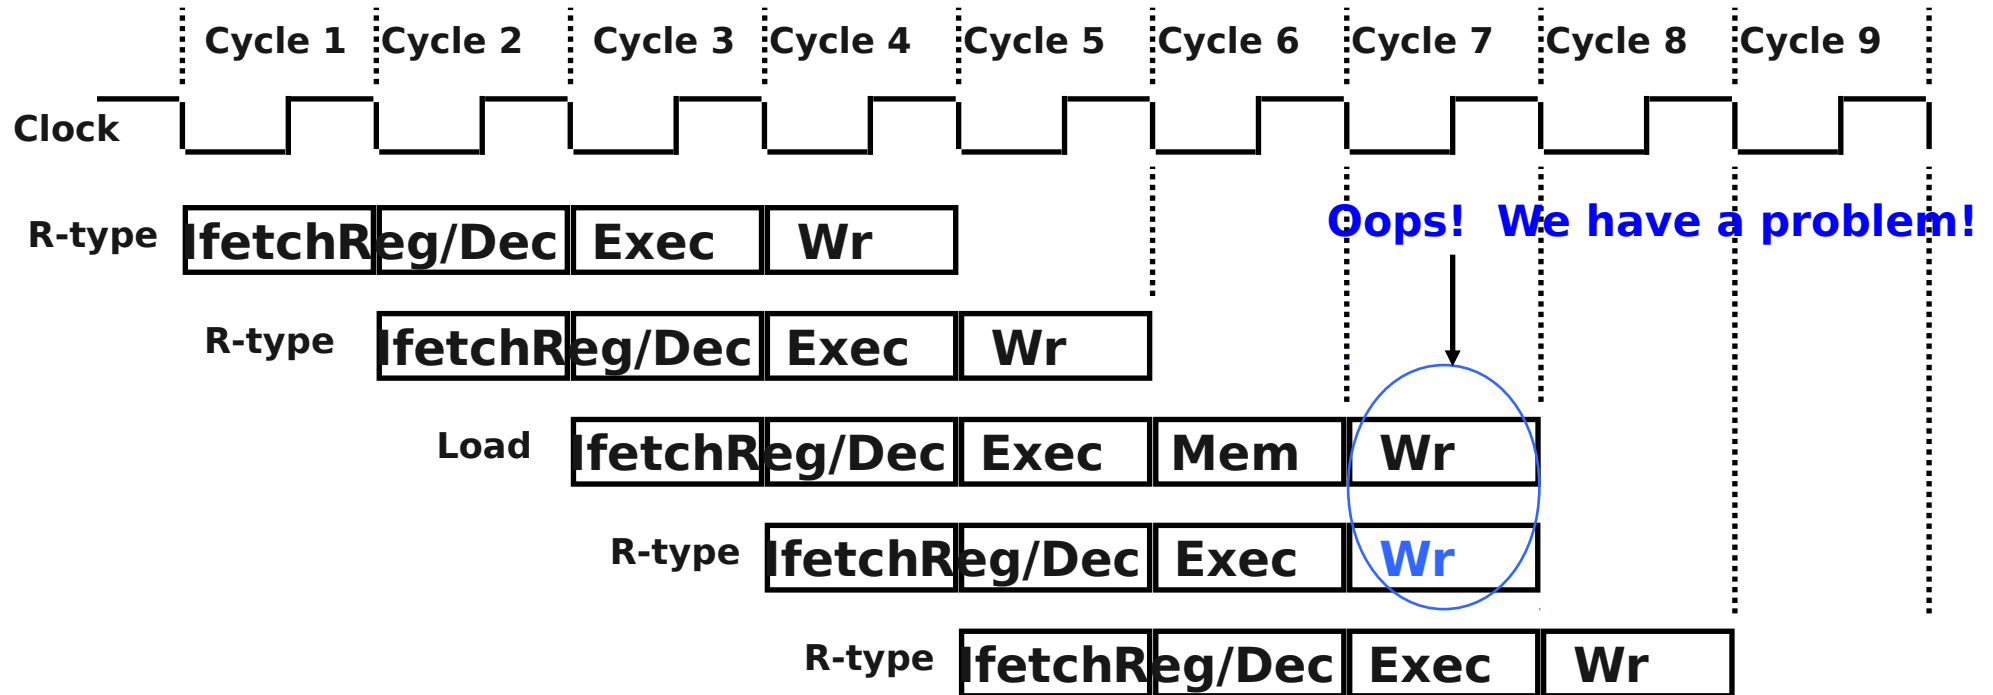 Cycle 1 Cycle 2 Cycle 3 Cycle 4 Cycle 5 Cycle 6 Cycle 7 Cycle 8 Cycle 9
Clock
Oops! We have a problem!
R-type Ifetch Reg/Dec Exec Wr
R-type Ifetch Reg/Dec Exec Wr
Load Ifetch Reg/Dec Exec Mem Wr
R-type Ifetch Reg/Dec Exec Wr
R-type Ifetch Reg/Dec Exec Wr